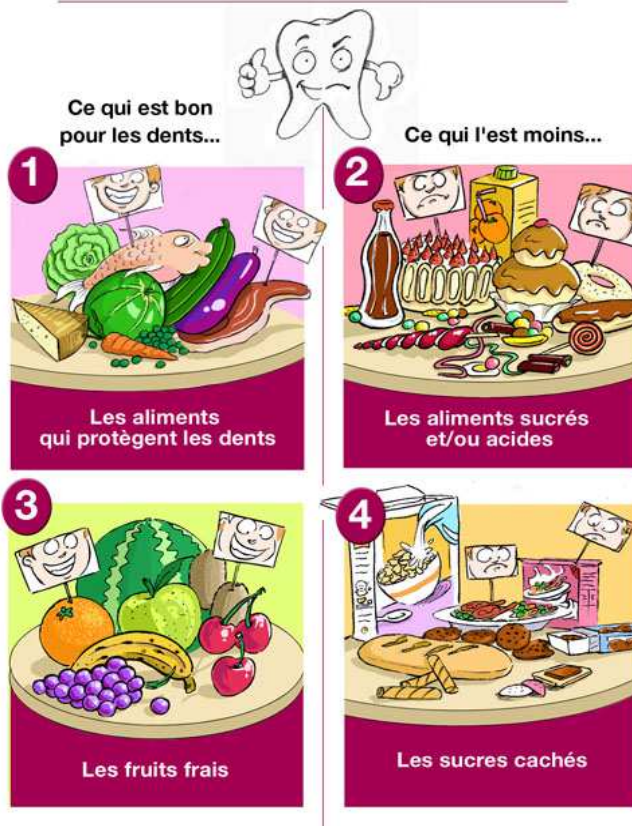 Ce qui est bon
pour les dents...
Ce qui l'est moins...
1
Les aliments
qui protègent les dents
2
Les aliments sucrés
et/ou acides
3
Les fruits frais
4
Les sucres cachés